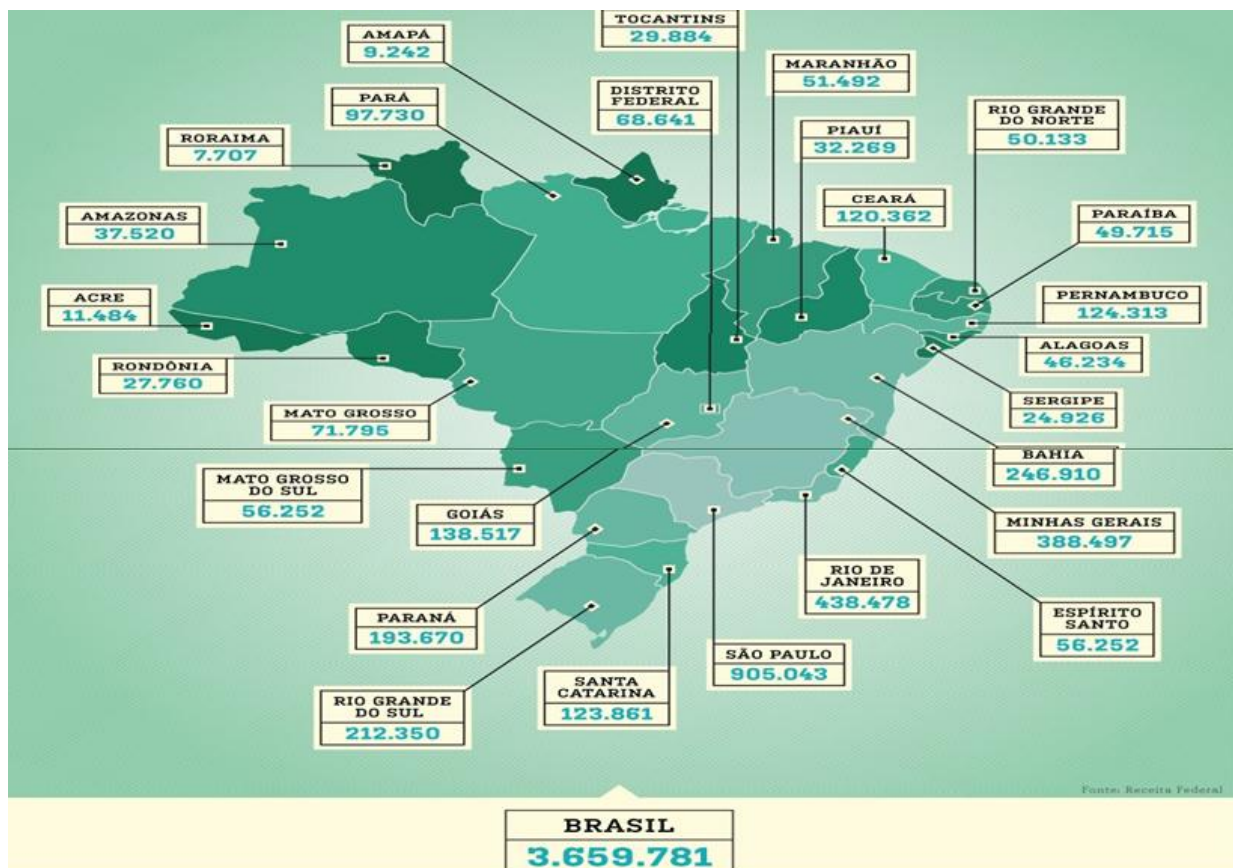 TOCANTINS
29.884
AMAPÁ
9.242
MARANHÃO
51.492
PARÁ
97.730
DISTRITO
FEDERAL
68.641
RIO GRANDE
DO NORTE
50.133
PIAUÍ
32.269
RORAIMA
7.707
CEARÁ
120.362
AMAZONAS
37.520
PARAÍBA
49.715
ACRE
11.484
PERNAMBUCO
124.313
ALAGOAS
46.234
RONDÔNIA
27.760
SERGIPE
24.926
MATO GROSSO
71.795
BAHIA
246.910
MATO GROSSO
DO SUL
56.252
GOIÁS
138.517
MINHAS GERAIS
388.497
RIO DE
JANEIRO
438.478
ESPÍRITO
SANTO
56.252
PARANÁ
193.670
SÃO PAULO
905.043
SANTA
CATARINA
123.861
RIO GRANDE
DO SUL
212.350
Fonte: Receita Federal
BRASIL
3.659.781